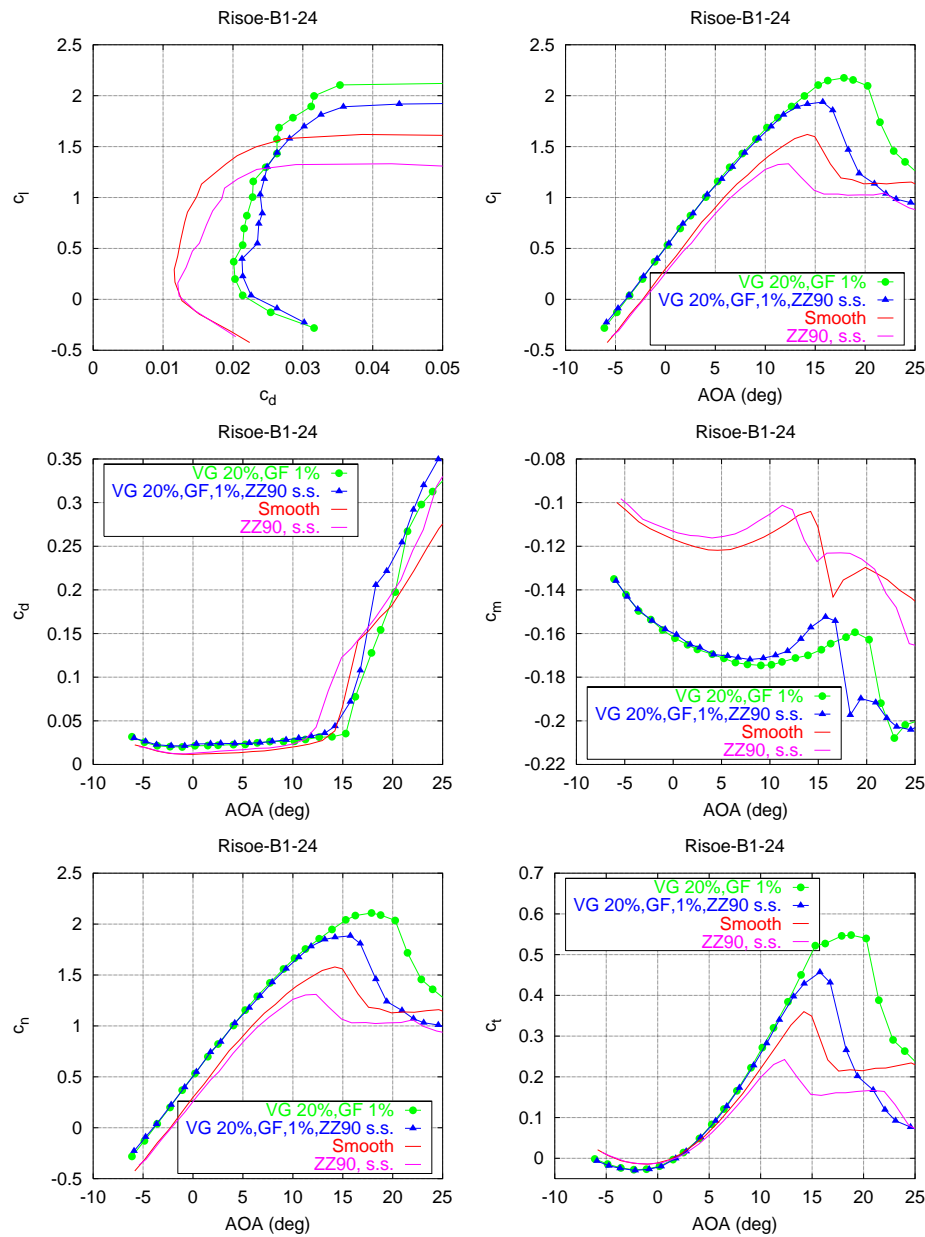 Risoe-B1-24
2.5
2
1.5
1
0.5
0
-0.5
0 0.01 0.02 0.03 0.04 0.05
c_l
c_d
Risoe-B1-24
2.5
2
1.5
1
0.5
0
-0.5
-10 -5 0 5 10 15 20 25
c_l
AOA (deg)
VG 20%,GF 1%
VG 20%,GF,1%,ZZ90 s.s.
Smooth
ZZ90, s.s.
Risoe-B1-24
0.35
0.3
0.25
0.2
0.15
0.1
0.05
0
-10 -5 0 5 10 15 20 25
c_d
AOA (deg)
VG 20%,GF 1%
VG 20%,GF,1%,ZZ90 s.s.
Smooth
ZZ90, s.s.
Risoe-B1-24
-0.08
-0.1
-0.12
-0.14
-0.16
-0.18
-0.2
-0.22
-10 -5 0 5 10 15 20 25
c_m
AOA (deg)
VG 20%,GF 1%
VG 20%,GF,1%,ZZ90 s.s.
Smooth
ZZ90, s.s.
Risoe-B1-24
2.5
2
1.5
1
0.5
0
-0.5
-10 -5 0 5 10 15 20 25
c_n
AOA (deg)
VG 20%,GF 1%
VG 20%,GF,1%,ZZ90 s.s.
Smooth
ZZ90, s.s.
Risoe-B1-24
0.7
0.6
0.5
0.4
0.3
0.2
0.1
0
-0.1
-10 -5 0 5 10 15 20 25
c_t
AOA (deg)
VG 20%,GF 1%
VG 20%,GF,1%,ZZ90 s.s.
Smooth
ZZ90, s.s.